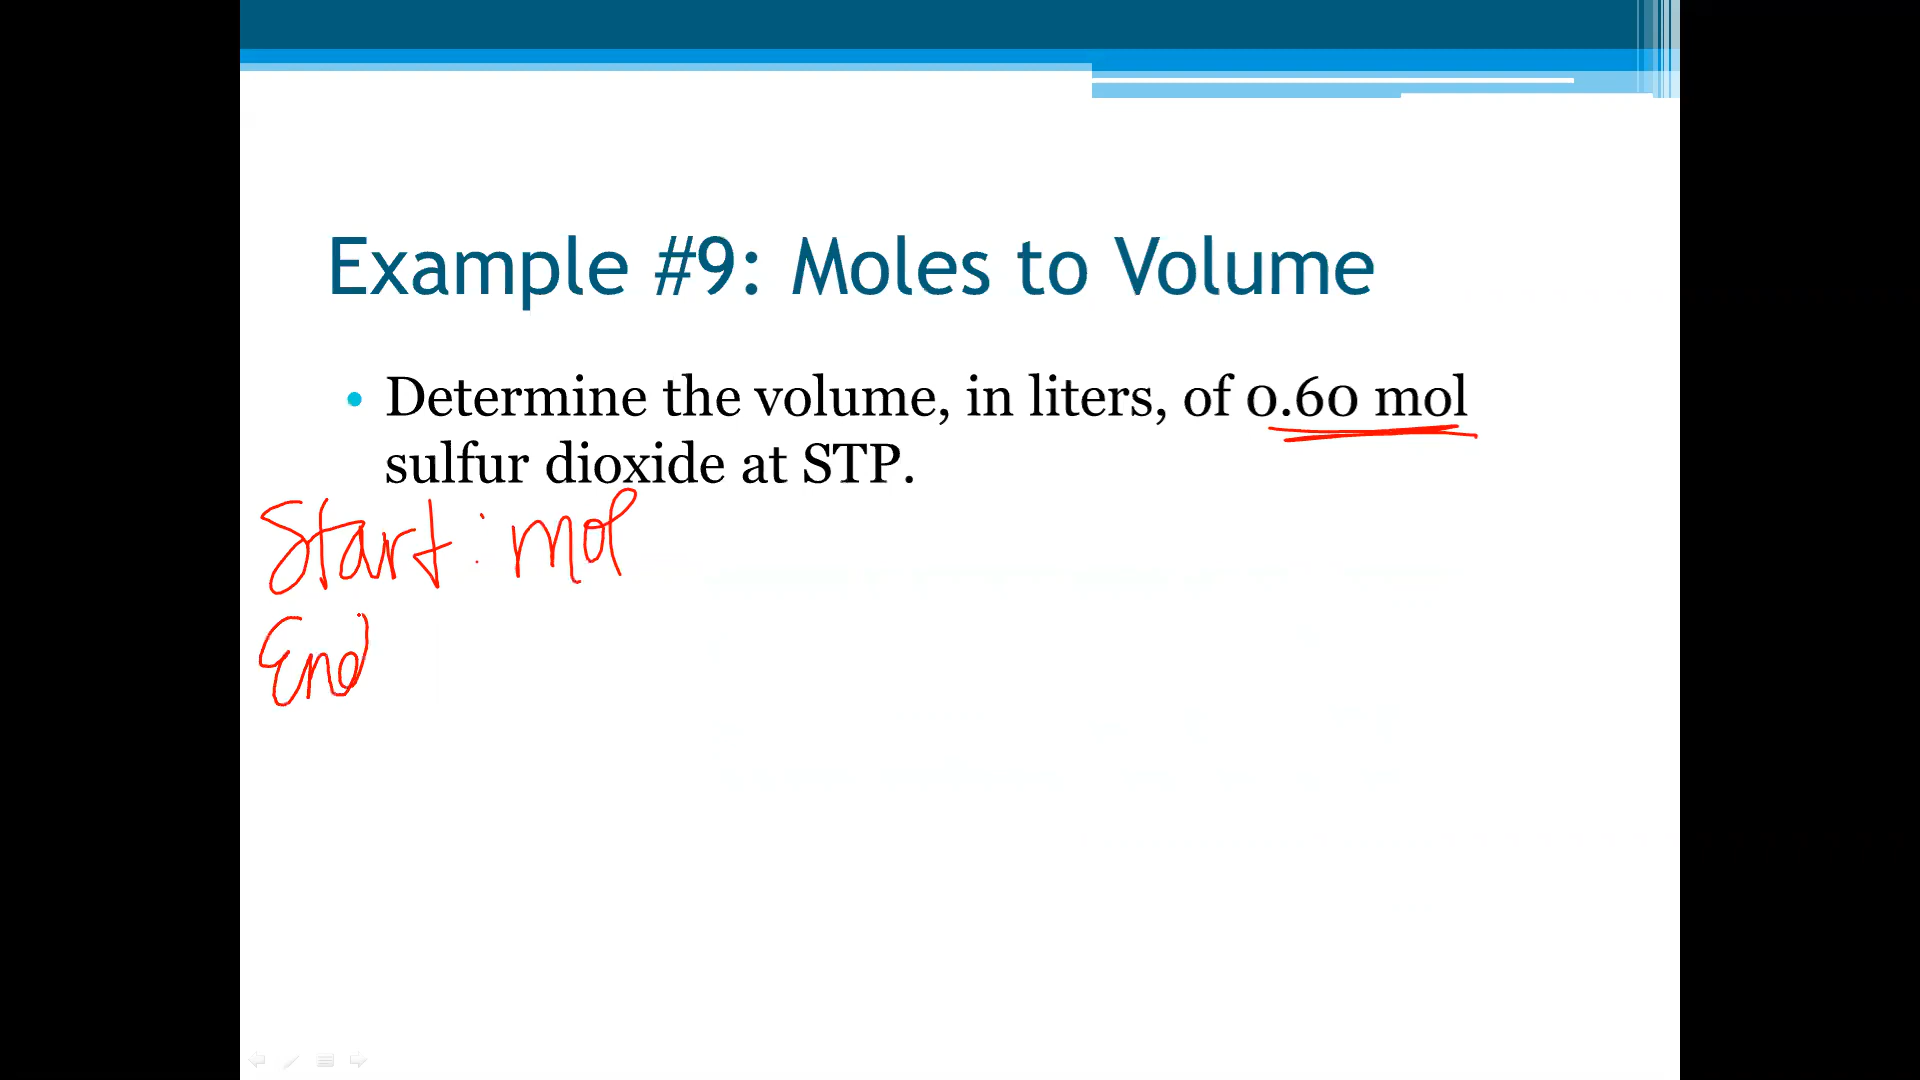 Example #9: Moles to Volume
• Determine the volume, in liters, of 0.60 mol
sulfur dioxide at STP.
Start: mol
End